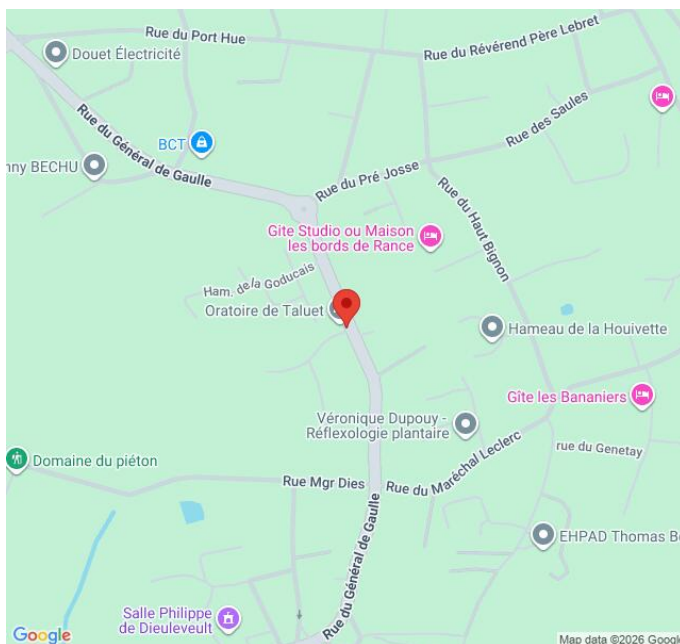 Rue du Port Hue
Rue du Révérend Père Lebret
Douet Électricité
Rue des Saules
Rue du Général de Gaulle
BCT
nny BECHU
Rue du Pré Josse
Rue du Haut Bignon
Gîte Studio ou Maison
les bords de Rance
Ham. de la Goducais
Oratoire de Taluet
Hameau de la Houivette
Gîte les Bananiers
Véronique Dupouy -
Réflexologie plantaire
rue du Genetay
Rue du Maréchal Leclerc
Domaine du piéton
Rue Mgr Dies
Rue du Général de Gaulle
EHPAD Thomas Bo
Salle Philippe
de Dieuleveult
Google
Map data ©2026 Google